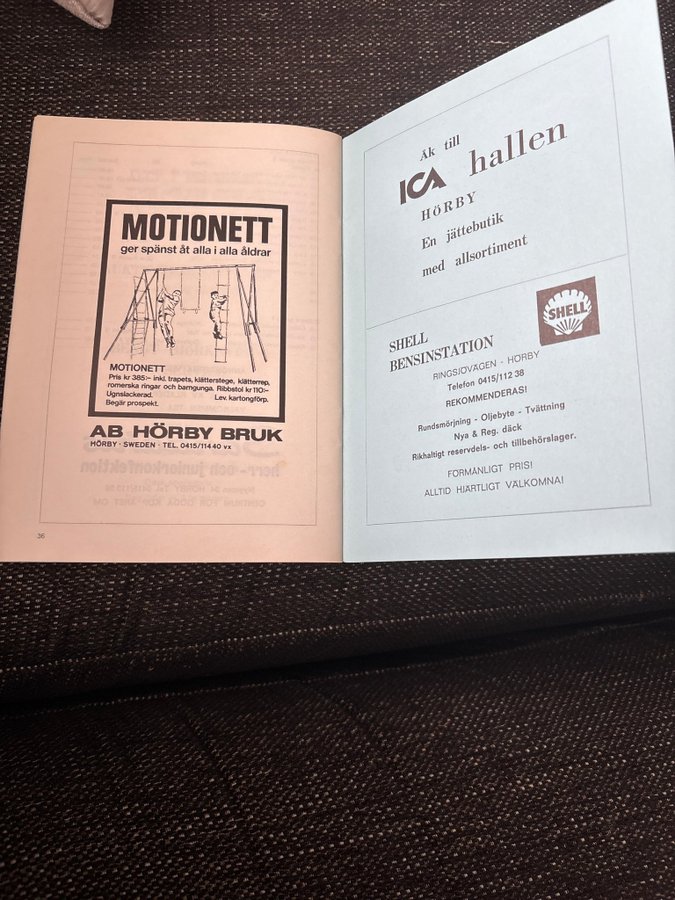 MOTIONETT
ger spänst åt alla i alla åldrar
MOTIONETT
Pris kr 385:- inkl. trapets, klätterstege, klätterrep,
romerska ringar och barngunga. Ribbstol kr 110:-
Ugnslackerad. Lev. kartongförp.
Begär prospekt.
AB HÖRBY BRUK
HÖRBY · SWEDEN · TEL. 0415/114 40 vx
36
Åk till
ICA hallen
HÖRBY
En jättebutik
med allsortiment
SHELL
SHELL
BENSINSTATION
RINGSJÖVÄGEN - HÖRBY
Telefon 0415/112 38
REKOMMENDERAS!
Rundsmörjning - Oljebyte - Tvättning
Nya & Reg. däck
Rikhaltigt reservdels- och tillbehörslager.
FÖRMÅNLIGT PRIS!
ALLTID HJÄRTLIGT VÄLKOMNA!